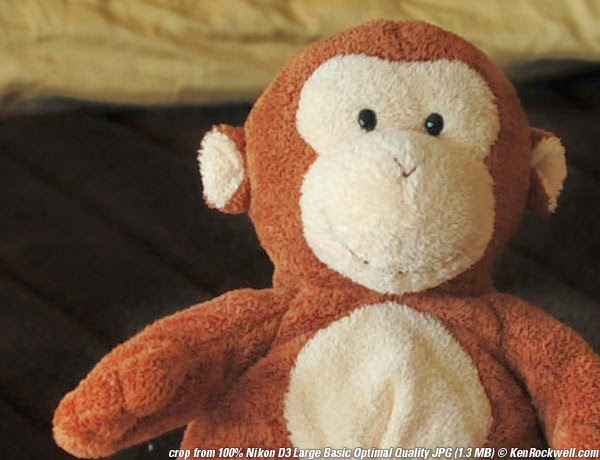 crop from 100% Nikon D3 Large Basic Optimal Quality JPG (1.3 MB) © KenRockwell.com